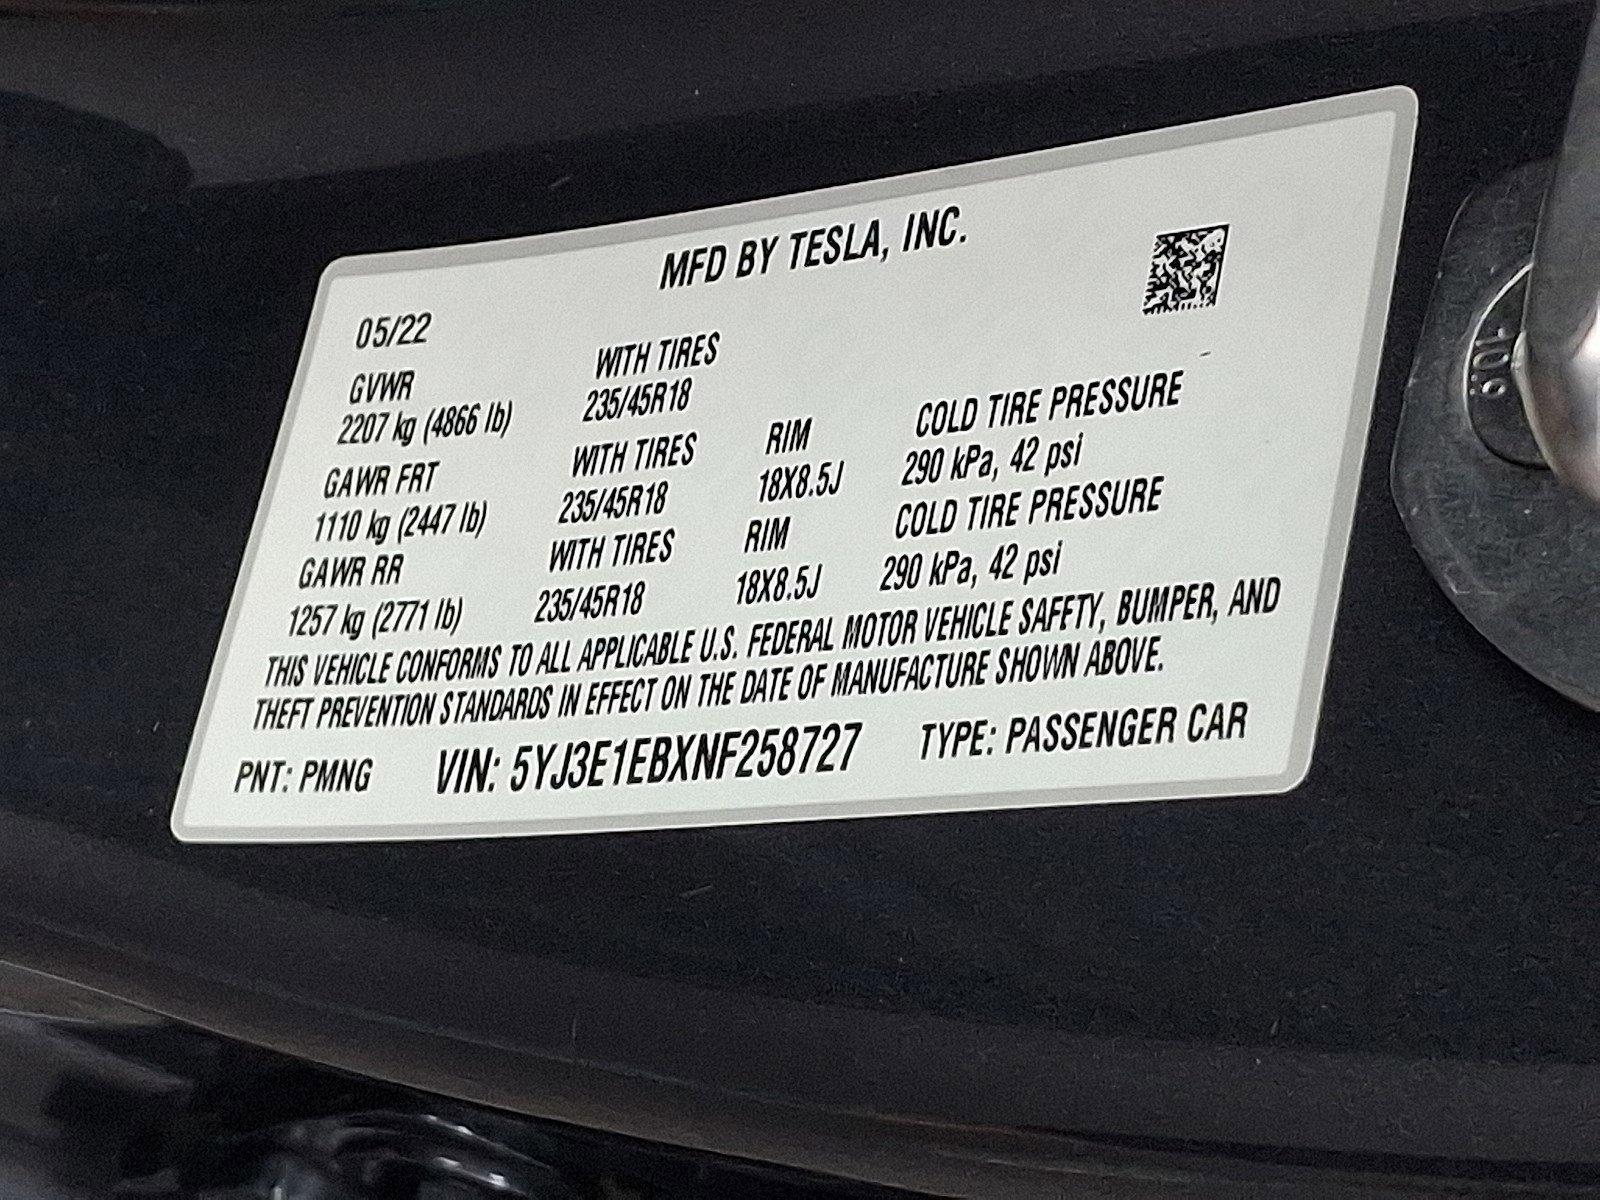 MFD BY TESLA, INC.
05/22
GVWR WITH TIRES
2207 kg (4866 lb) 235/45R18
GAWR FRT WITH TIRES RIM COLD TIRE PRESSURE
1110 kg (2447 lb) 235/45R18 18X8.5J 290 kPa, 42 psi
GAWR RR WITH TIRES RIM COLD TIRE PRESSURE
1257 kg (2771 lb) 235/45R18 18X8.5J 290 kPa, 42 psi
THIS VEHICLE CONFORMS TO ALL APPLICABLE U.S. FEDERAL MOTOR VEHICLE SAFETY, BUMPER, AND
THEFT PREVENTION STANDARDS IN EFFECT ON THE DATE OF MANUFACTURE SHOWN ABOVE.
PNT: PMNG VIN: 5YJ3E1EBXNF258727 TYPE: PASSENGER CAR